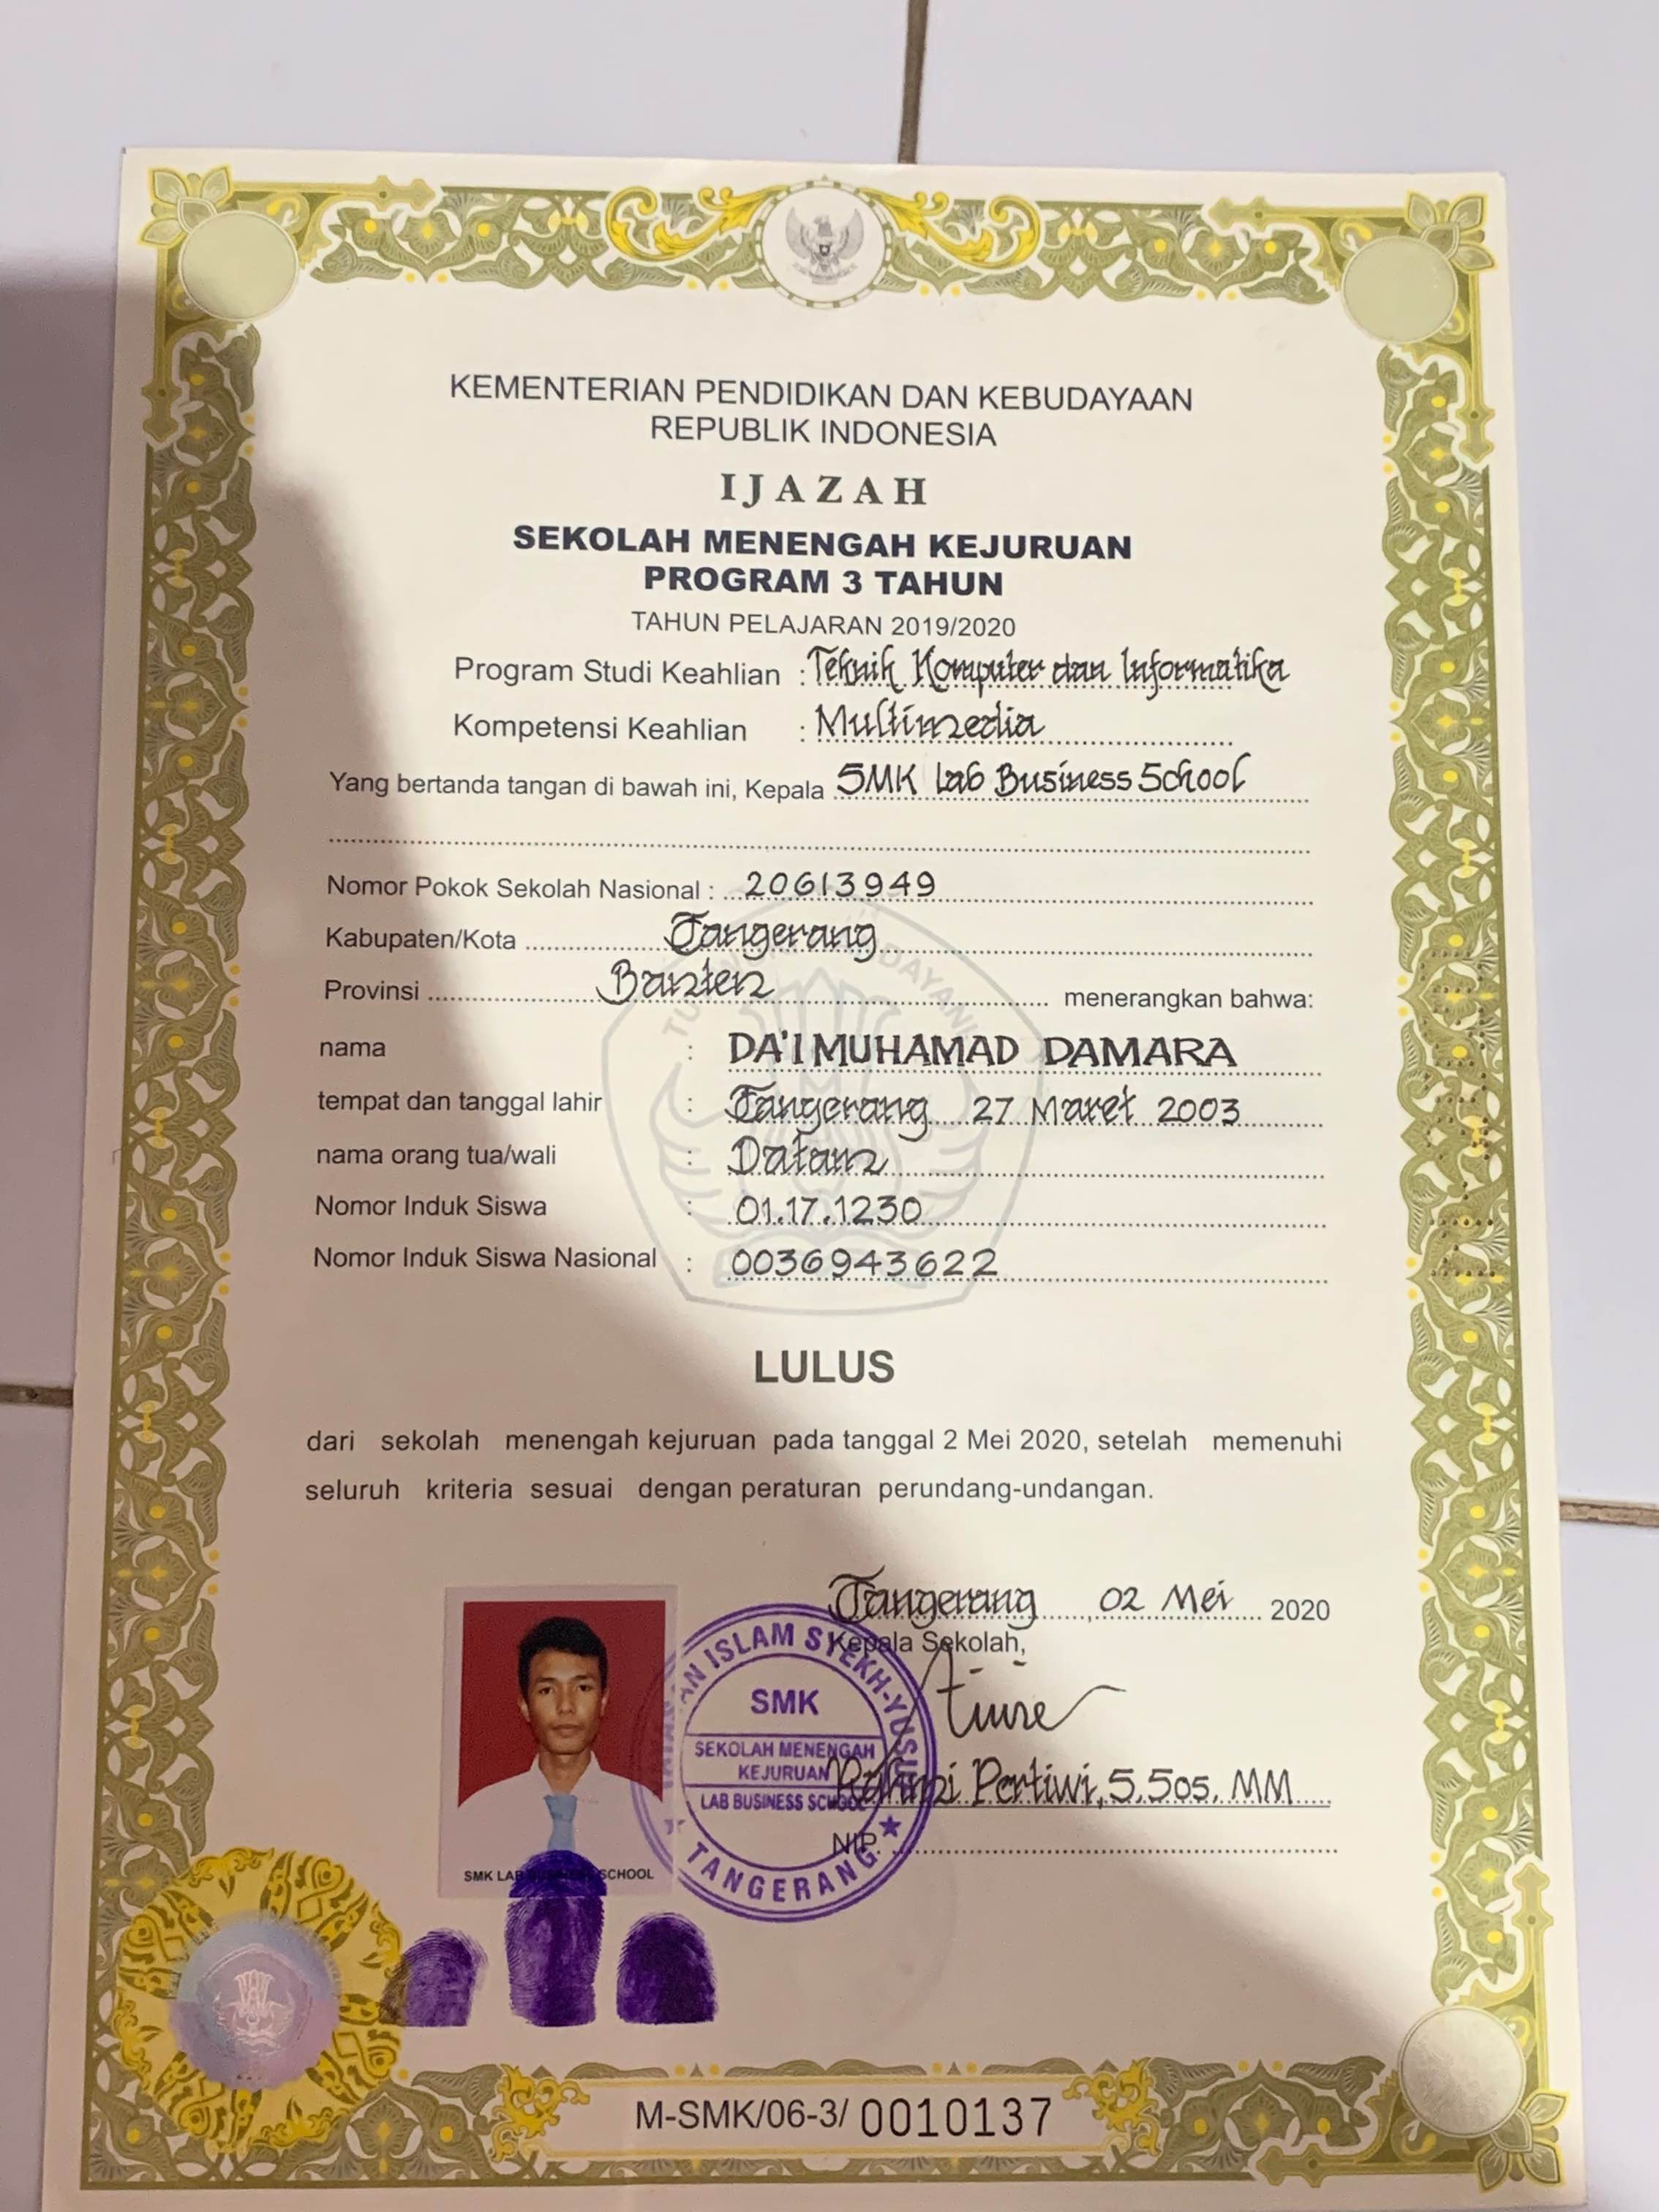 KEMENTERIAN PENDIDIKAN DAN KEBUDAYAAN
REPUBLIK INDONESIA
IJAZAH
SEKOLAH MENENGAH KEJURUAN
PROGRAM 3 TAHUN
TAHUN PELAJARAN 2019/2020
Program Studi Keahlian : Teknik Komputer dan Informatika
Kompetensi Keahlian : Multimedia
Yang bertanda tangan di bawah ini, Kepala SMK Lab Business School
Nomor Pokok Sekolah Nasional : 20613949
Kabupaten/Kota Tangerang
Provinsi Banten menerangkan bahwa:
nama : DA'I MUHAMAD DAMARA
tempat dan tanggal lahir : Tangerang 27 Maret 2003
nama orang tua/wali : Datam
Nomor Induk Siswa : 01.17.1230
Nomor Induk Siswa Nasional : 0036943622
LULUS
dari sekolah menengah kejuruan pada tanggal 2 Mei 2020, setelah memenuhi
seluruh kriteria sesuai dengan peraturan perundang-undangan.
Tangerang, 02 Mei 2020
Kepala Sekolah,
ISLAM SYEKH-YUSUF
SMK
SEKOLAH MENENGAH
KEJURUAN
LAB BUSINESS SCHOOL
TANGERANG
Pertiwi, S.Sos. MM
NIP.
SMK LAB SCHOOL
M-SMK/06-3/ 0010137